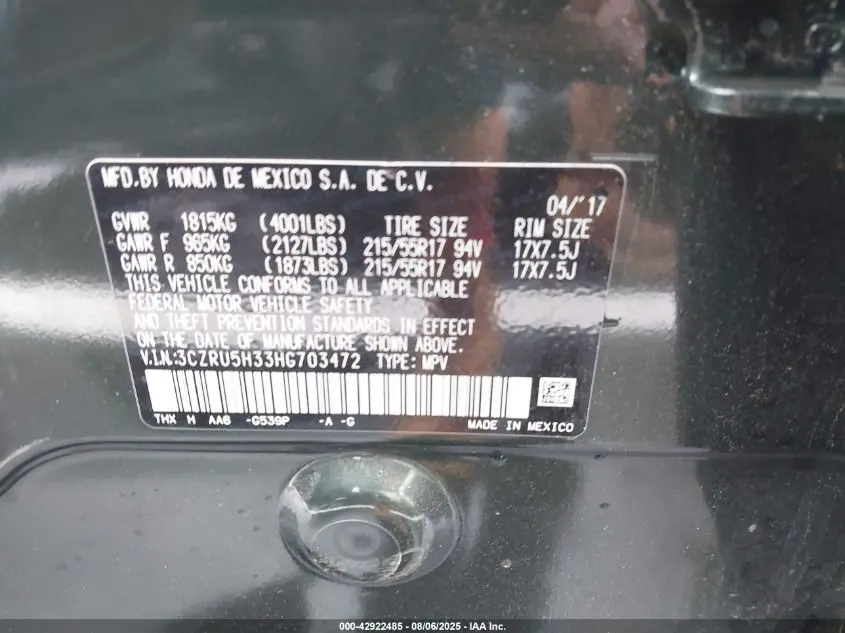 MFD.BY HONDA DE MEXICO S.A. DE C.V.
04/'17
GVWR 1815KG (4001LBS) TIRE SIZE RIM SIZE
GAWR F 965KG (2127LBS) 215/55R17 94V 17X7.5J
GAWR R 850KG (1873LBS) 215/55R17 94V 17X7.5J
THIS VEHICLE CONFORMS TO ALL APPLICABLE
FEDERAL MOTOR VEHICLE SAFETY
AND THEFT PREVENTION STANDARDS IN EFFECT
ON THE DATE OF MANUFACTURE SHOWN ABOVE.
V.I.N.:3CZRU5H33HG703472 TYPE: MPV
THX H AA6 -G539P -A -G MADE IN MEXICO
000-42922485 - 08/06/2025 - IAA Inc.